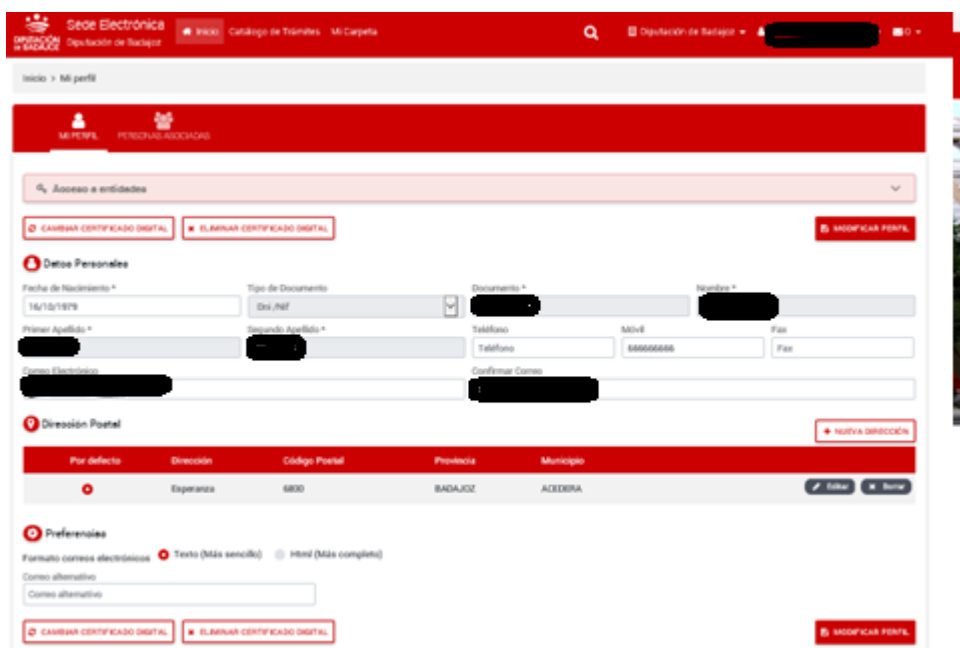 DIPUTACIÓN DE BADAJOZ
Sede Electrónica
Diputación de Badajoz
Inicio Catálogo de Trámites Mi Carpeta
Diputación de Badajoz
0
Inicio > Mi perfil
MI PERFIL PERSONAS ASOCIADAS
Acceso a entidades
CAMBIAR CERTIFICADO DIGITAL ELIMINAR CERTIFICADO DIGITAL MODIFICAR PERFIL
Datos Personales
Fecha de Nacimiento * Tipo de Documento Documento * Nombre *
16/10/1979 Dni /Nif
Primer Apellido * Segundo Apellido * Teléfono Móvil Fax
Teléfono 666666666 Fax
Correo Electrónico Confirmar Correo
Dirección Postal
+ NUEVA DIRECCIÓN
Por defecto Dirección Código Postal Provincia Municipio
Esperanza 6800 BADAJOZ ACEDERA Editar Borrar
Preferencias
Formato correos electrónicos Texto (Más sencillo) Html (Más completo)
Correo alternativo
Correo alternativo
CAMBIAR CERTIFICADO DIGITAL ELIMINAR CERTIFICADO DIGITAL MODIFICAR PERFIL